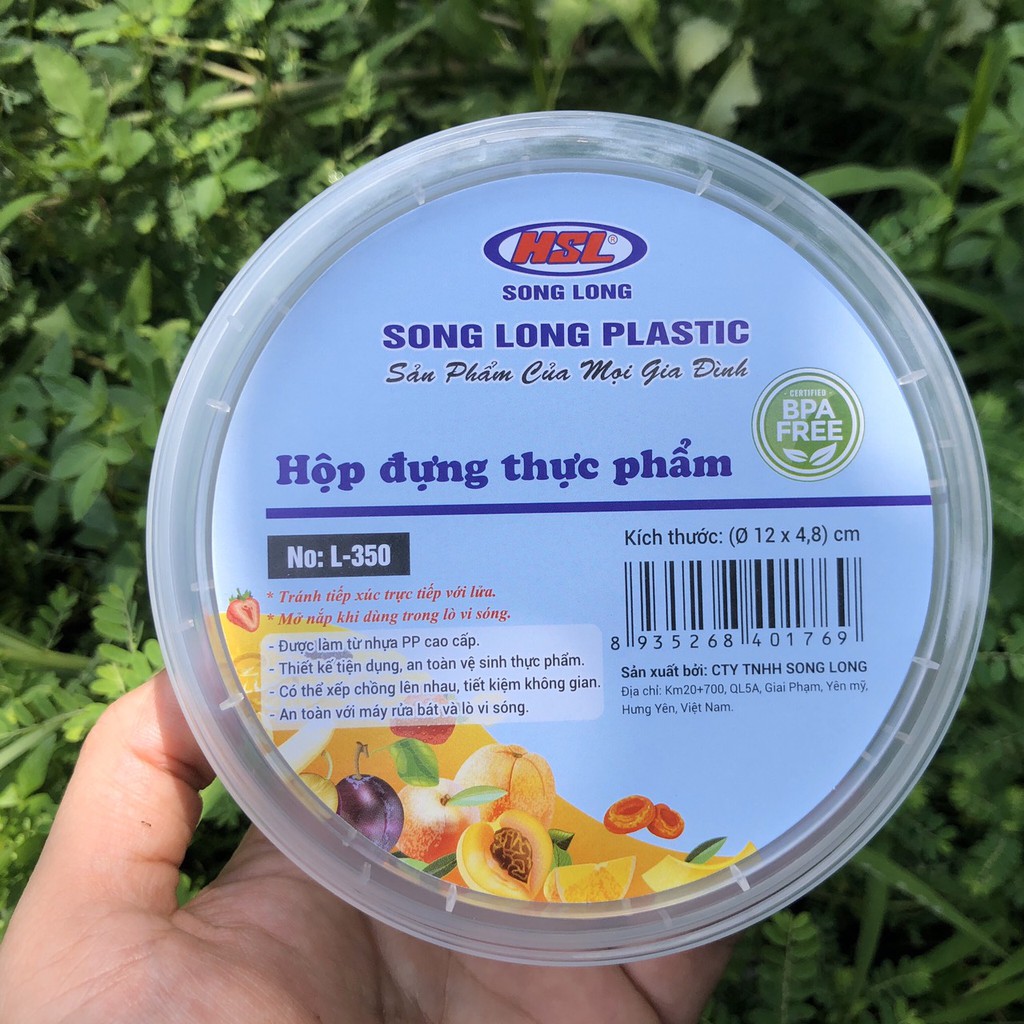 HSL®
SONG LONG
SONG LONG PLASTIC
Sản Phẩm Của Mọi Gia Đình
CERTIFIED
BPA
FREE
Hộp đựng thực phẩm
No: L-350
* Tránh tiếp xúc trực tiếp với lửa.
* Mở nắp khi dùng trong lò vi sóng.
- Được làm từ nhựa PP cao cấp.
- Thiết kế tiện dụng, an toàn vệ sinh thực phẩm.
- Có thể xếp chồng lên nhau, tiết kiệm không gian.
- An toàn với máy rửa bát và lò vi sóng.
Kích thước: (Ø 12 x 4,8) cm
8 935268 401769
Sản xuất bởi: CTY TNHH SONG LONG
Địa chỉ: Km20+700, QL5A, Giai Phạm, Yên mỹ,
Hưng Yên, Việt Nam.